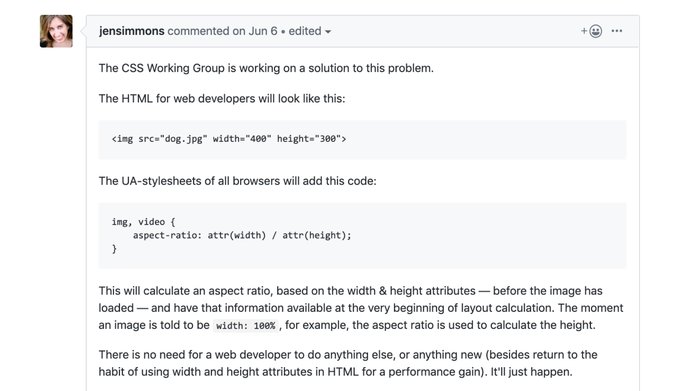 jensimmons commented on Jun 6 • edited
The CSS Working Group is working on a solution to this problem.
The HTML for web developers will look like this:
<img src="dog.jpg" width="400" height="300">
The UA-stylesheets of all browsers will add this code:
img, video {
    aspect-ratio: attr(width) / attr(height);
}
This will calculate an aspect ratio, based on the width & height attributes — before the image has
loaded — and have that information available at the very beginning of layout calculation. The moment
an image is told to be width: 100%, for example, the aspect ratio is used to calculate the height.
There is no need for a web developer to do anything else, or anything new (besides return to the
habit of using width and height attributes in HTML for a performance gain). It'll just happen.